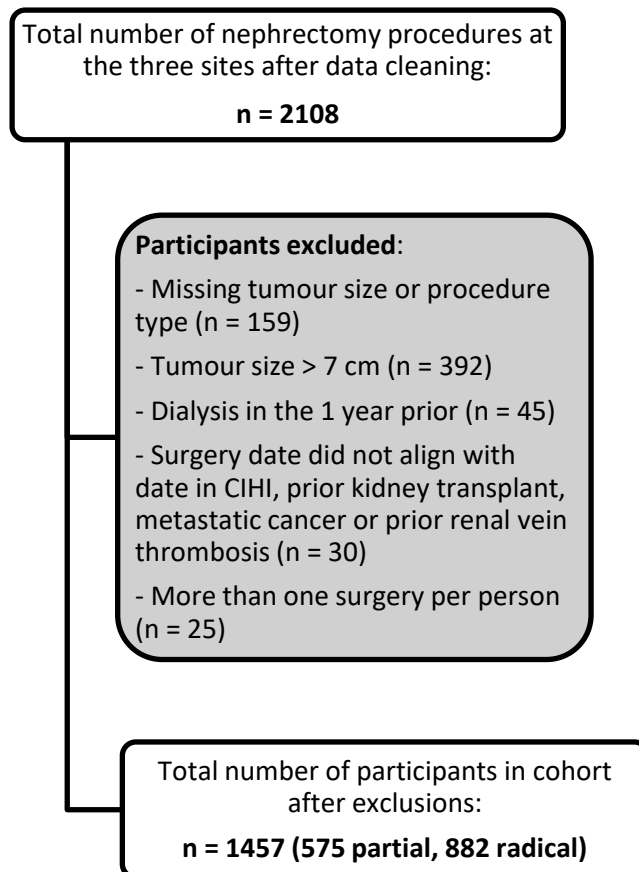 Total number of nephrectomy procedures at
the three sites after data cleaning:
n = 2108
Participants excluded:
- Missing tumour size or procedure
type (n = 159)
- Tumour size > 7 cm (n = 392)
- Dialysis in the 1 year prior (n = 45)
- Surgery date did not align with
date in CIHI, prior kidney transplant,
metastatic cancer or prior renal vein
thrombosis (n = 30)
- More than one surgery per person
(n = 25)
Total number of participants in cohort
after exclusions:
n = 1457 (575 partial, 882 radical)